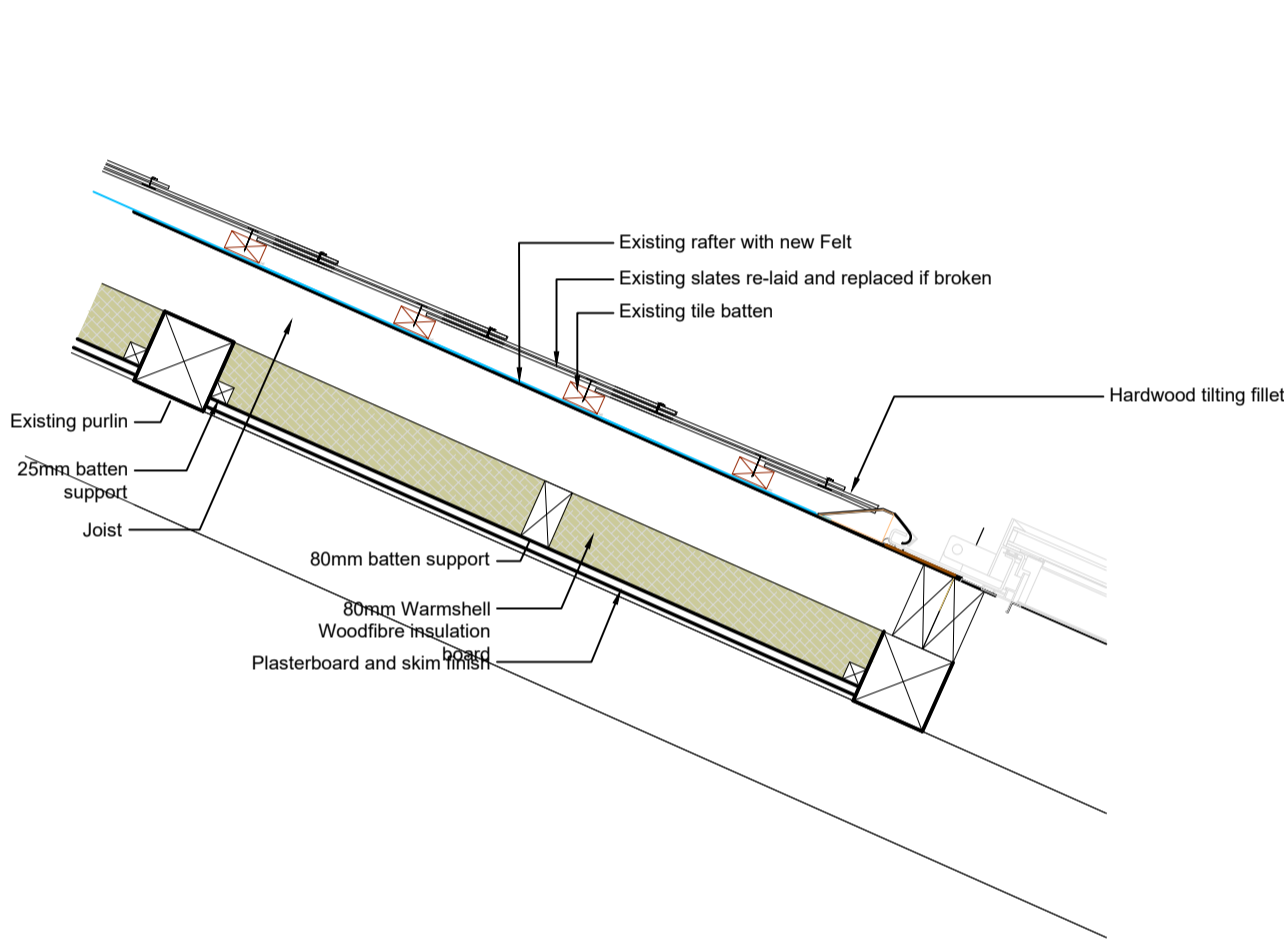 Existing rafter with new Felt
Existing slates re-laid and replaced if broken
Existing tile batten
Hardwood tilting fillet
Existing purlin
25mm batten
support
Joist
80mm batten support
80mm Warmshell
Woodfibre insulation
board
Plasterboard and skim finish